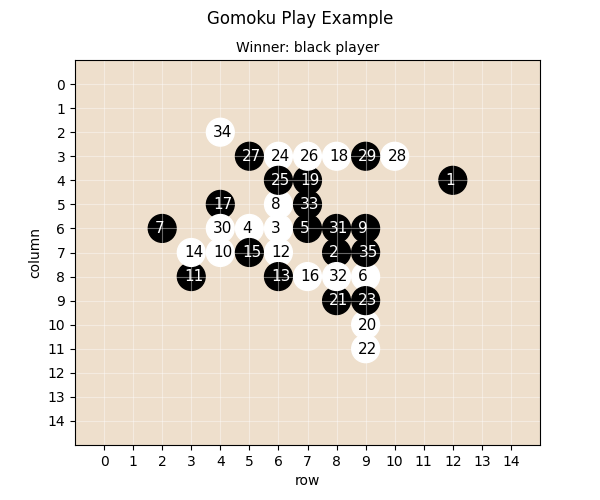 Gomoku Play Example
Winner: black player
0
1
2 34
3 27 24 26 18 29 28
4 25 19 1
5 17 8 33
6 7 30 4 3 5 31 9
column
7 14 10 15 12 2 35
8 11 13 16 32 6
9 21 23
10 20
11 22
12
13
14
0 1 2 3 4 5 6 7 8 9 10 11 12 13 14
row